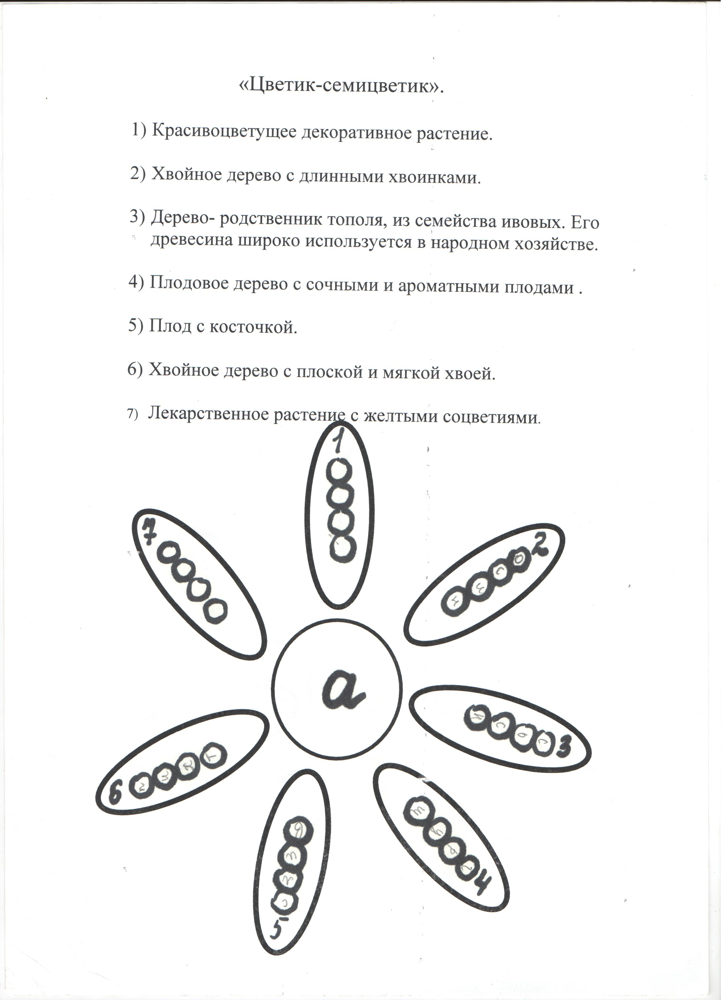 «Цветик-семицветик».
1) Красивоцветущее декоративное растение.
2) Хвойное дерево с длинными хвоинками.
3) Дерево- родственник тополя, из семейства ивовых. Его
древесина широко используется в народном хозяйстве.
4) Плодовое дерево с сочными и ароматными плодами .
5) Плод с косточкой.
6) Хвойное дерево с плоской и мягкой хвоей.
7) Лекарственное растение с желтыми соцветиями.
1
7
2
а
3
6
4
5